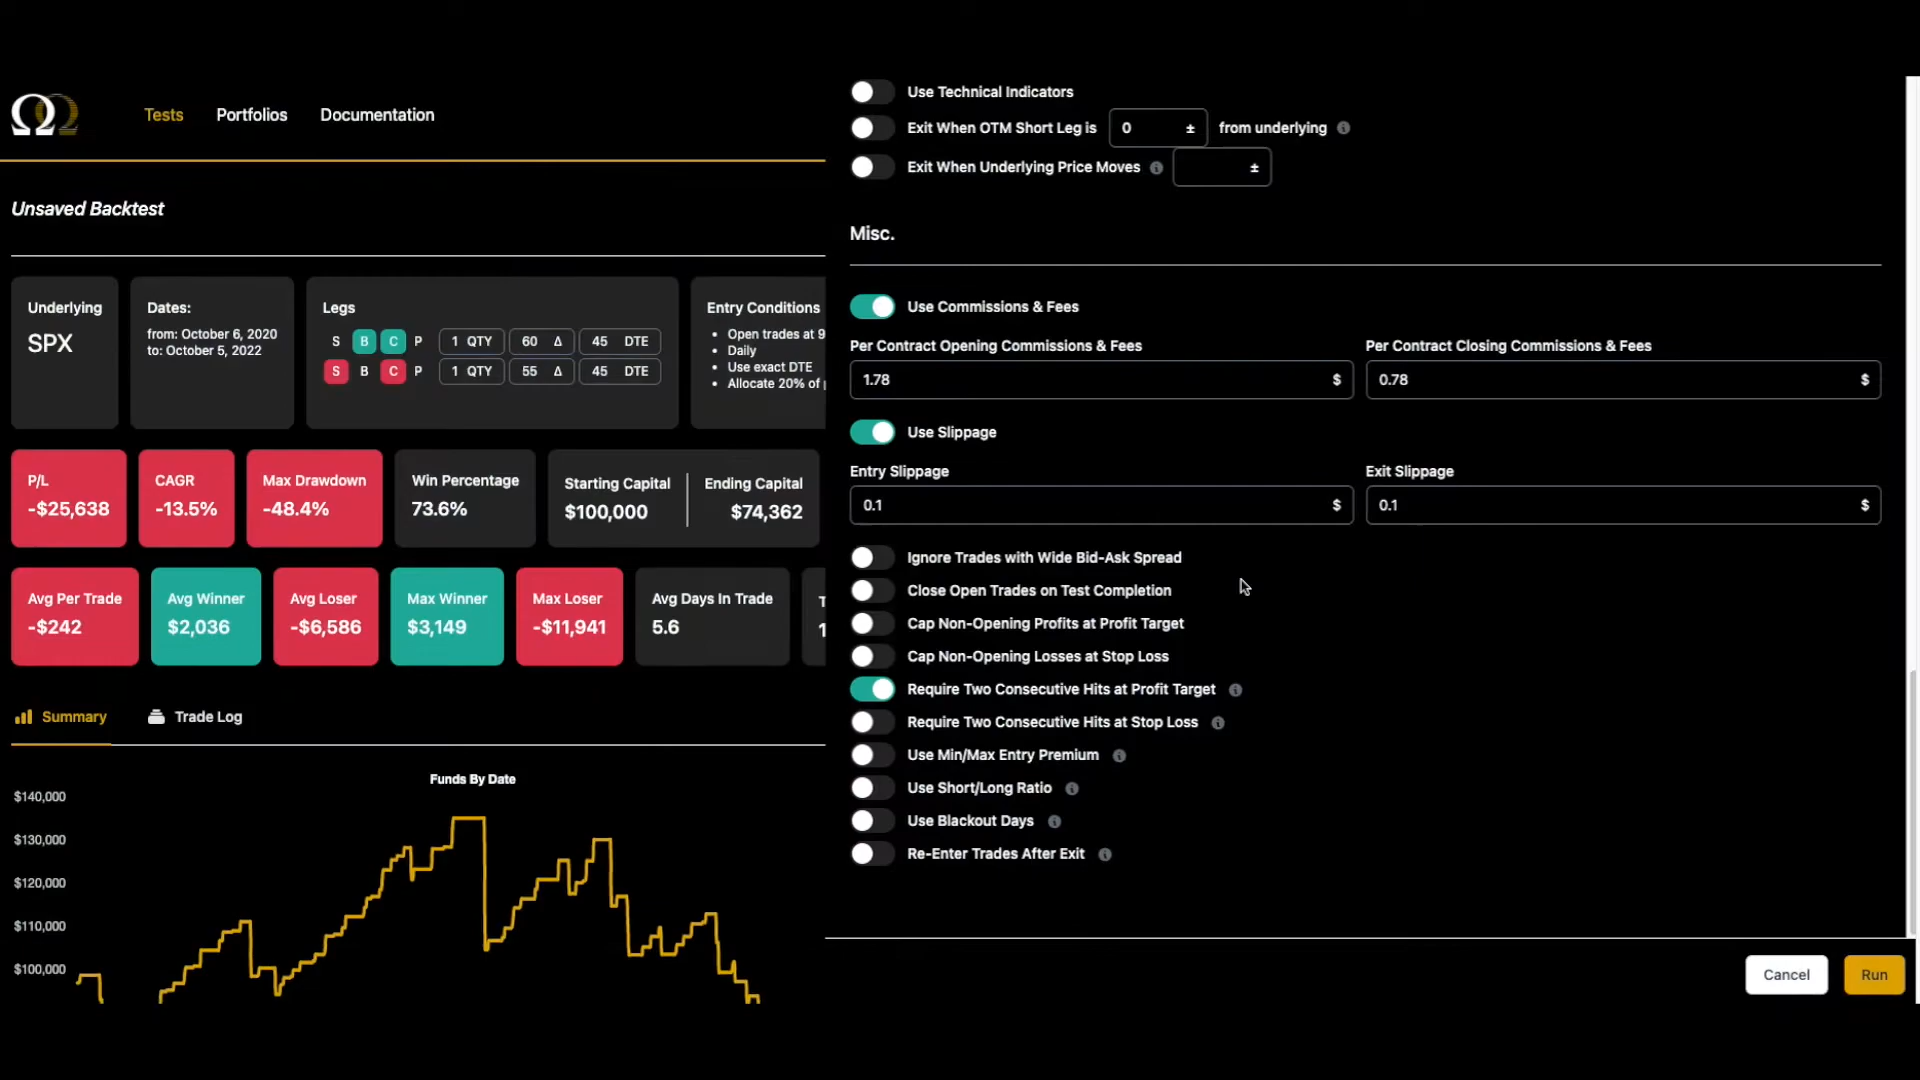 Tests
Portfolios
Documentation
Unsaved Backtest
Underlying
SPX
Dates:
from: October 6, 2020
to: October 5, 2022
Legs
S B C P 1 QTY 60 Δ 45 DTE
S B C P 1 QTY 55 Δ 45 DTE
Entry Conditions
• Open trades at 9
• Daily
• Use exact DTE
• Allocate 20% of
P/L
-$25,638
CAGR
-13.5%
Max Drawdown
-48.4%
Win Percentage
73.6%
Starting Capital
$100,000
Ending Capital
$74,362
Avg Per Trade
-$242
Avg Winner
$2,036
Avg Loser
-$6,586
Max Winner
$3,149
Max Loser
-$11,941
Avg Days In Trade
5.6
Summary
Trade Log
Funds By Date
$140,000
$130,000
$120,000
$110,000
$100,000
Use Technical Indicators
Exit When OTM Short Leg is 0 ± from underlying
Exit When Underlying Price Moves ±
Misc.
Use Commissions & Fees
Per Contract Opening Commissions & Fees
1.78 $
Per Contract Closing Commissions & Fees
0.78 $
Use Slippage
Entry Slippage
0.1 $
Exit Slippage
0.1 $
Ignore Trades with Wide Bid-Ask Spread
Close Open Trades on Test Completion
Cap Non-Opening Profits at Profit Target
Cap Non-Opening Losses at Stop Loss
Require Two Consecutive Hits at Profit Target
Require Two Consecutive Hits at Stop Loss
Use Min/Max Entry Premium
Use Short/Long Ratio
Use Blackout Days
Re-Enter Trades After Exit
Cancel
Run